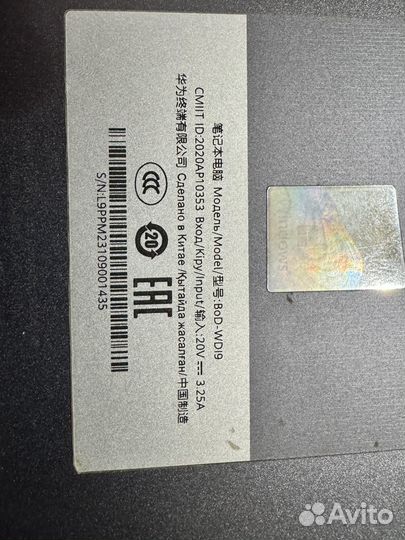 笔记本电脑 Модель/Model/型号:BoD-WDI9
CMIIT ID:2020AP10353 Вход/Кіру/Input/输入:20V ⎓ 3.25A
华为终端有限公司 Сделано в Китае /Қытайда жасалған/中国制造
CCC
20
EAC
S/N:L9PPM23109001435
Avito